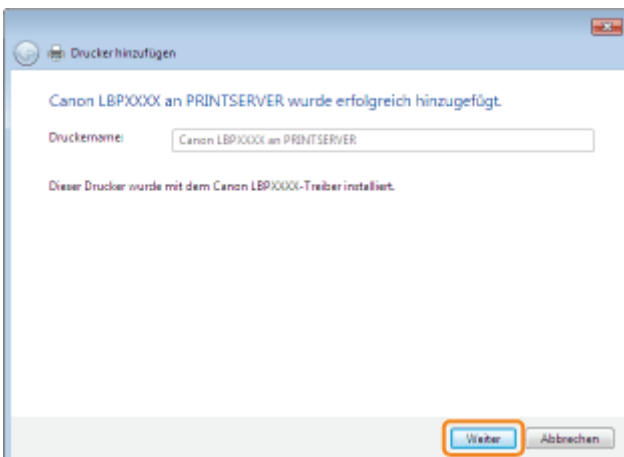 Drucker hinzufügen
Canon LBPXXXX an PRINTSERVER wurde erfolgreich hinzugefügt.
Druckername: Canon LBPXXXX an PRINTSERVER
Dieser Drucker wurde mit dem Canon LBPXXXX-Treiber installiert.
Weiter Abbrechen